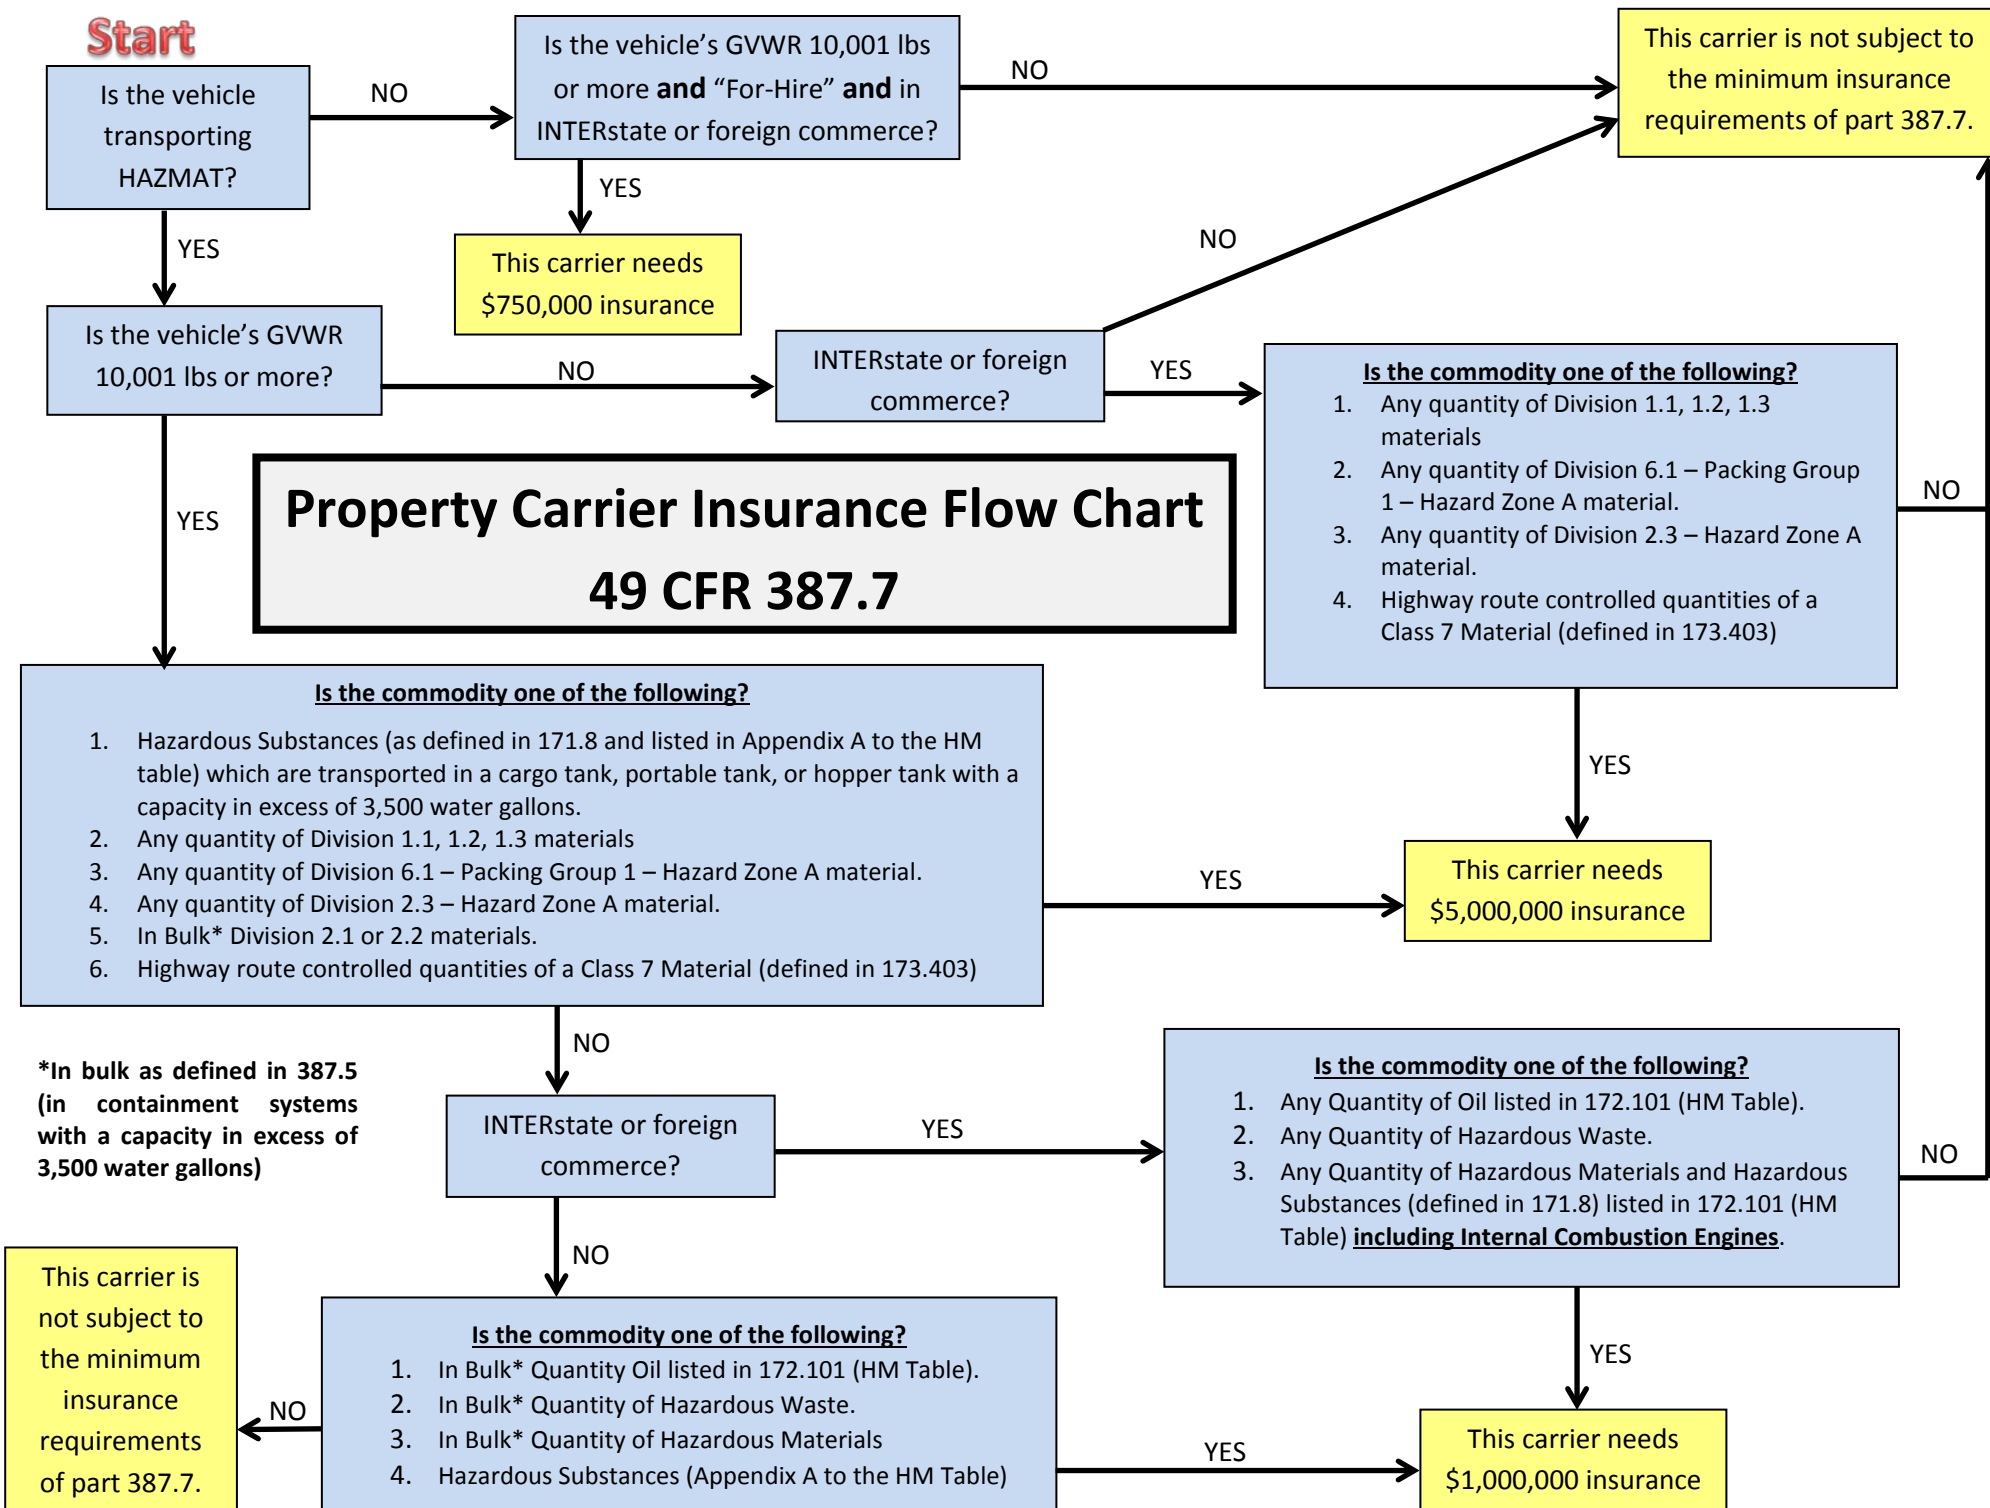 Start
Is the vehicle
transporting
HAZMAT?
NO
Is the vehicle’s GVWR 10,001 lbs
or more and “For-Hire” and in
INTERstate or foreign commerce?
NO
This carrier is not subject to
the minimum insurance
requirements of part 387.7.
YES
YES
This carrier needs
$750,000 insurance
NO
Is the vehicle’s GVWR
10,001 lbs or more?
NO
INTERstate or foreign
commerce?
YES
Is the commodity one of the following?
1. Any quantity of Division 1.1, 1.2, 1.3
materials
2. Any quantity of Division 6.1 – Packing Group
1 – Hazard Zone A material.
3. Any quantity of Division 2.3 – Hazard Zone A
material.
4. Highway route controlled quantities of a
Class 7 Material (defined in 173.403)
NO
YES
Property Carrier Insurance Flow Chart
49 CFR 387.7
Is the commodity one of the following?
1. Hazardous Substances (as defined in 171.8 and listed in Appendix A to the HM
table) which are transported in a cargo tank, portable tank, or hopper tank with a
capacity in excess of 3,500 water gallons.
2. Any quantity of Division 1.1, 1.2, 1.3 materials
3. Any quantity of Division 6.1 – Packing Group 1 – Hazard Zone A material.
4. Any quantity of Division 2.3 – Hazard Zone A material.
5. In Bulk* Division 2.1 or 2.2 materials.
6. Highway route controlled quantities of a Class 7 Material (defined in 173.403)
YES
YES
This carrier needs
$5,000,000 insurance
NO
*In bulk as defined in 387.5
(in containment systems
with a capacity in excess of
3,500 water gallons)
INTERstate or foreign
commerce?
YES
Is the commodity one of the following?
1. Any Quantity of Oil listed in 172.101 (HM Table).
2. Any Quantity of Hazardous Waste.
3. Any Quantity of Hazardous Materials and Hazardous
Substances (defined in 171.8) listed in 172.101 (HM
Table) including Internal Combustion Engines.
NO
NO
This carrier is
not subject to
the minimum
insurance
requirements
of part 387.7.
NO
Is the commodity one of the following?
1. In Bulk* Quantity Oil listed in 172.101 (HM Table).
2. In Bulk* Quantity of Hazardous Waste.
3. In Bulk* Quantity of Hazardous Materials
4. Hazardous Substances (Appendix A to the HM Table)
YES
YES
This carrier needs
$1,000,000 insurance